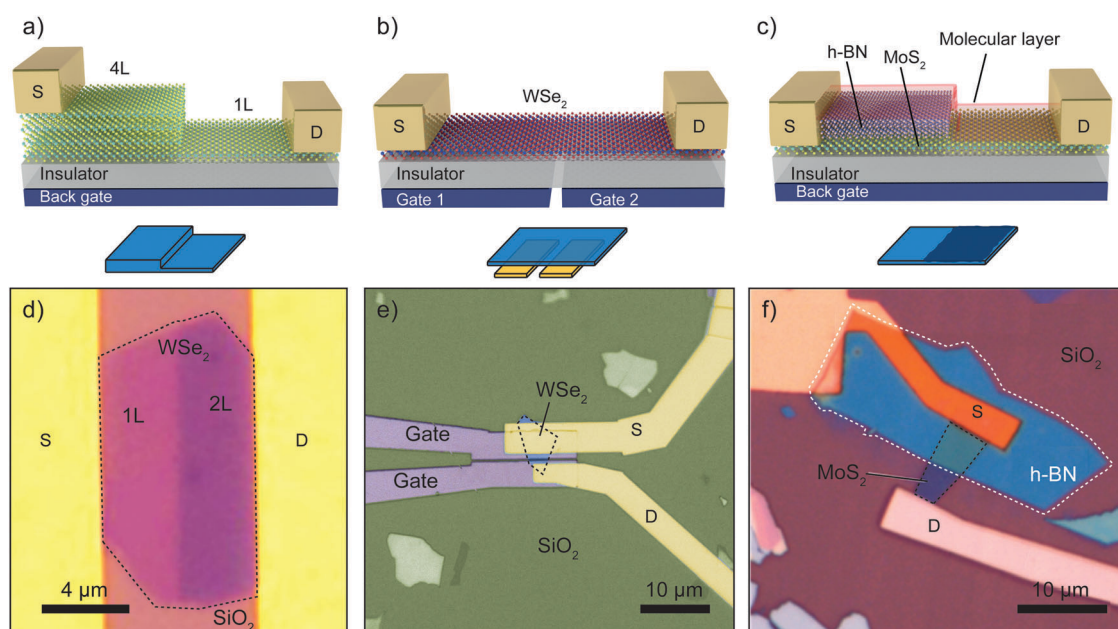 a)
4L
S
1L
D
Insulator
Back gate
b)
WSe₂
S
D
Insulator
Gate 1
Gate 2
c)
h-BN
MoS₂
Molecular layer
S
D
Insulator
Back gate
d)
WSe₂
1L
2L
S
D
4 μm
SiO₂
e)
WSe₂
Gate
S
Gate
D
SiO₂
10 μm
f)
SiO₂
S
MoS₂
h-BN
D
10 μm